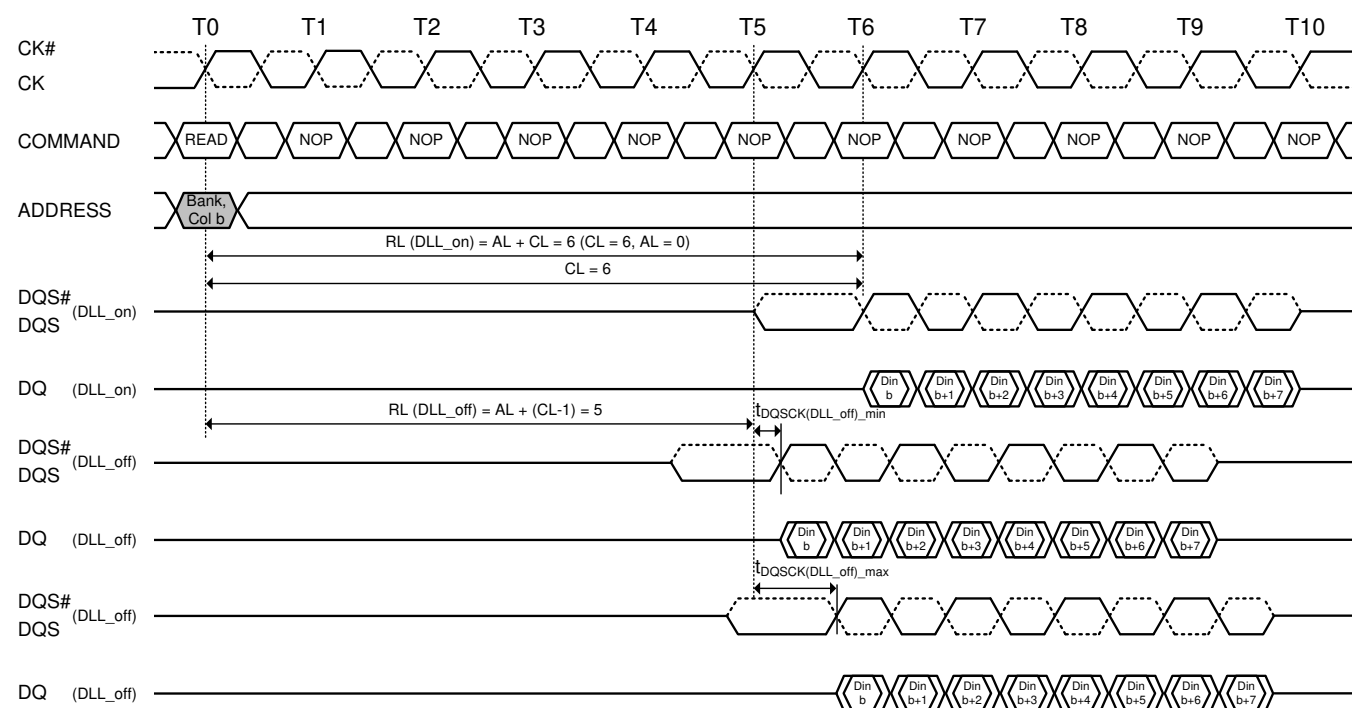 T0 T1 T2 T3 T4 T5 T6 T7 T8 T9 T10
CK#
CK
COMMAND READ NOP NOP NOP NOP NOP NOP NOP NOP NOP NOP
ADDRESS
Bank,
Col b
RL (DLL_on) = AL + CL = 6 (CL = 6, AL = 0)
CL = 6
DQS#
(DLL_on)
DQS
DQ (DLL_on)
Din Din Din Din Din Din Din Din
b b+1 b+2 b+3 b+4 b+5 b+6 b+7
RL (DLL_off) = AL + (CL-1) = 5
tDQSCK(DLL_off)_min
DQS#
(DLL_off)
DQS
DQ (DLL_off)
Din Din Din Din Din Din Din Din
b b+1 b+2 b+3 b+4 b+5 b+6 b+7
tDQSCK(DLL_off)_max
DQS#
(DLL_off)
DQS
DQ (DLL_off)
Din Din Din Din Din Din Din Din
b b+1 b+2 b+3 b+4 b+5 b+6 b+7